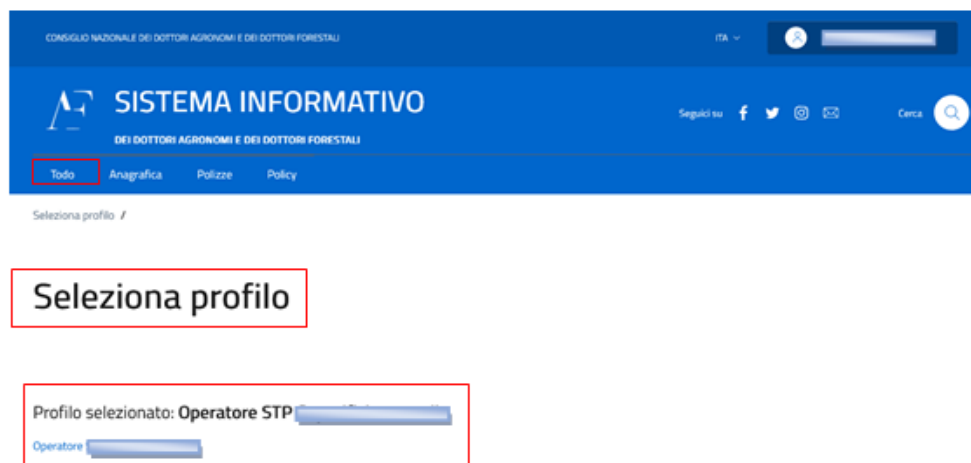 CONSIGLIO NAZIONALE DEI DOTTORI AGRONOMI E DEI DOTTORI FORESTALI
ITA
AF
SISTEMA INFORMATIVO
DEI DOTTORI AGRONOMI E DEI DOTTORI FORESTALI
Seguici su
Cerca
Todo Anagrafica Polizze Policy
Seleziona profilo /
Seleziona profilo
Profilo selezionato: Operatore STP
Operatore